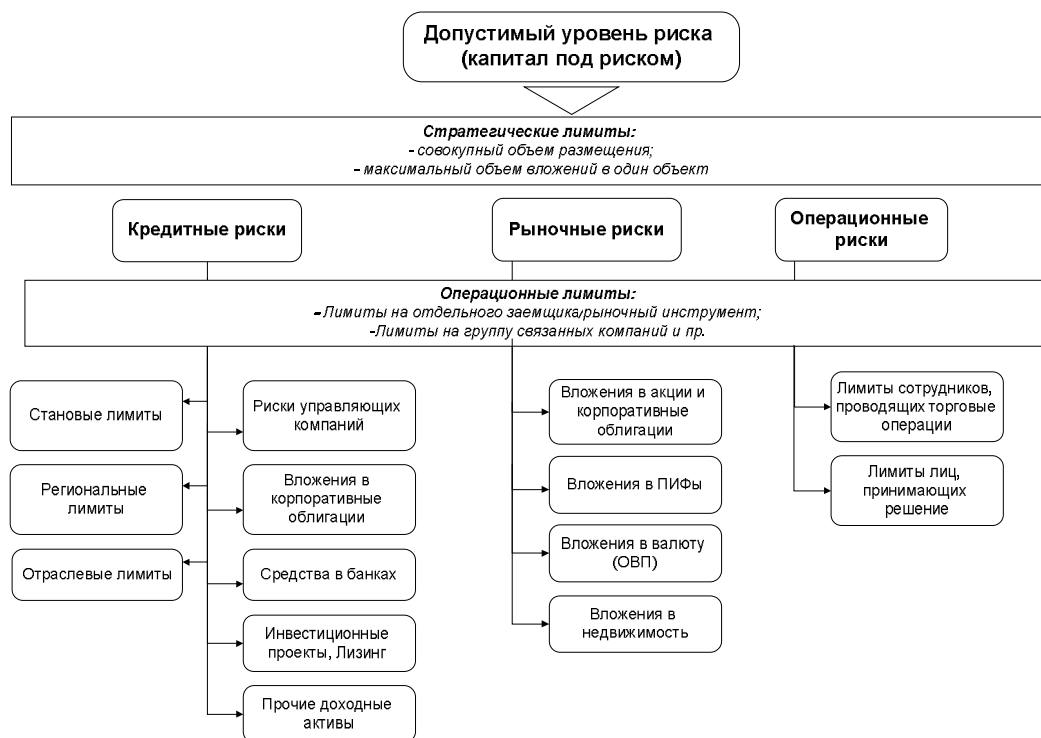 Допустимый уровень риска
(капитал под риском)
Стратегические лимиты:
- совокупный объем размещения;
- максимальный объем вложений в один объект
Кредитные риски
Рыночные риски
Операционные
риски
Операционные лимиты:
- Лимиты на отдельного заемщика/рыночный инструмент;
-Лимиты на группу связанных компаний и пр.
Становые лимиты
Региональные
лимиты
Отраслевые лимиты
Риски управляющих
компаний
Вложения в
корпоративные
облигации
Средства в банках
Инвестиционные
проекты, Лизинг
Прочие доходные
активы
Вложения в акции и
корпоративные
облигации
Вложения в ПИФы
Вложения в валюту
(ОВП)
Вложения в
недвижимость
Лимиты сотрудников,
проводящих торговые
операции
Лимиты лиц,
принимающих
решение